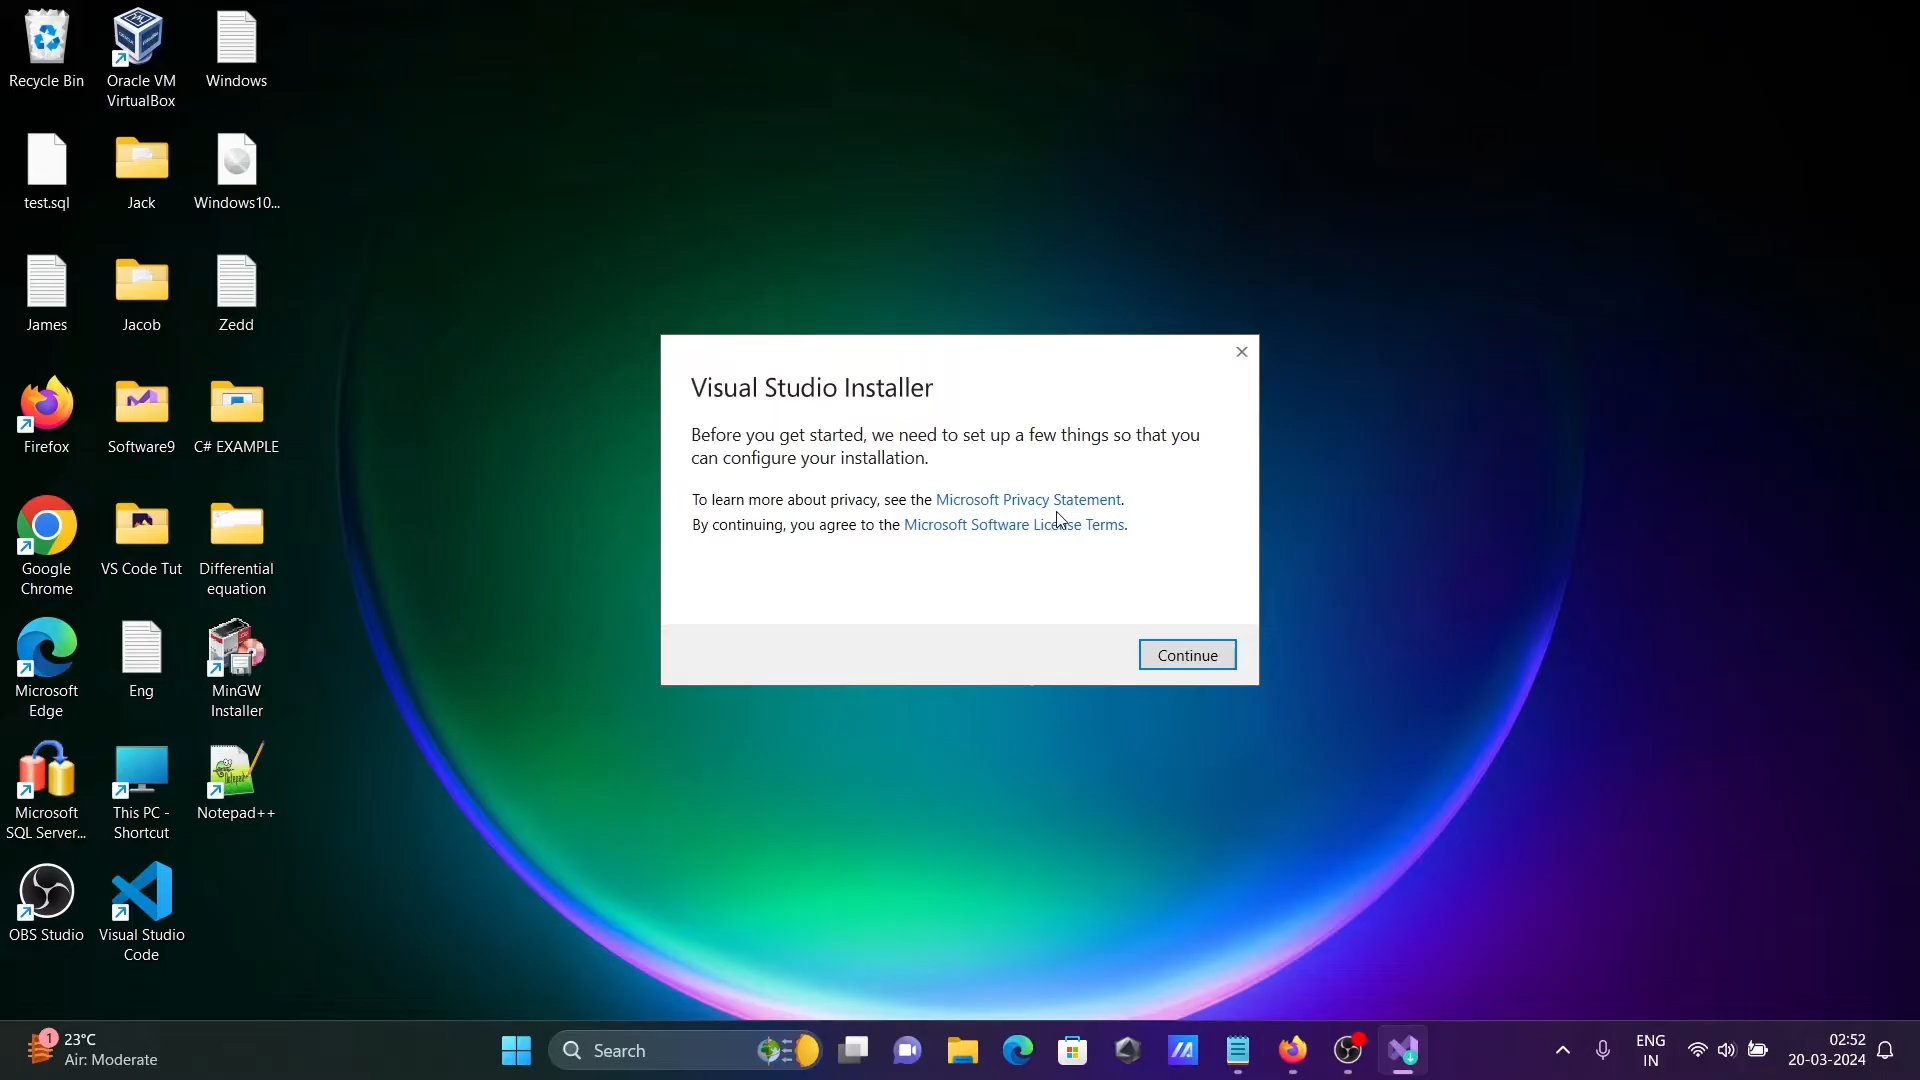 Recycle Bin
Oracle VM
VirtualBox
Windows
test.sql
Jack
Windows10...
James
Jacob
Zedd
Firefox
Software9
C# EXAMPLE
Google
Chrome
VS Code Tut
Differential
equation
Microsoft
Edge
Eng
MinGW
Installer
Microsoft
SQL Server...
This PC -
Shortcut
Notepad++
OBS Studio
Visual Studio
Code
Visual Studio Installer
Before you get started, we need to set up a few things so that you
can configure your installation.
To learn more about privacy, see the Microsoft Privacy Statement.
By continuing, you agree to the Microsoft Software License Terms.
Continue
1
23°C
Air: Moderate
Search
ENG
IN
02:52
20-03-2024